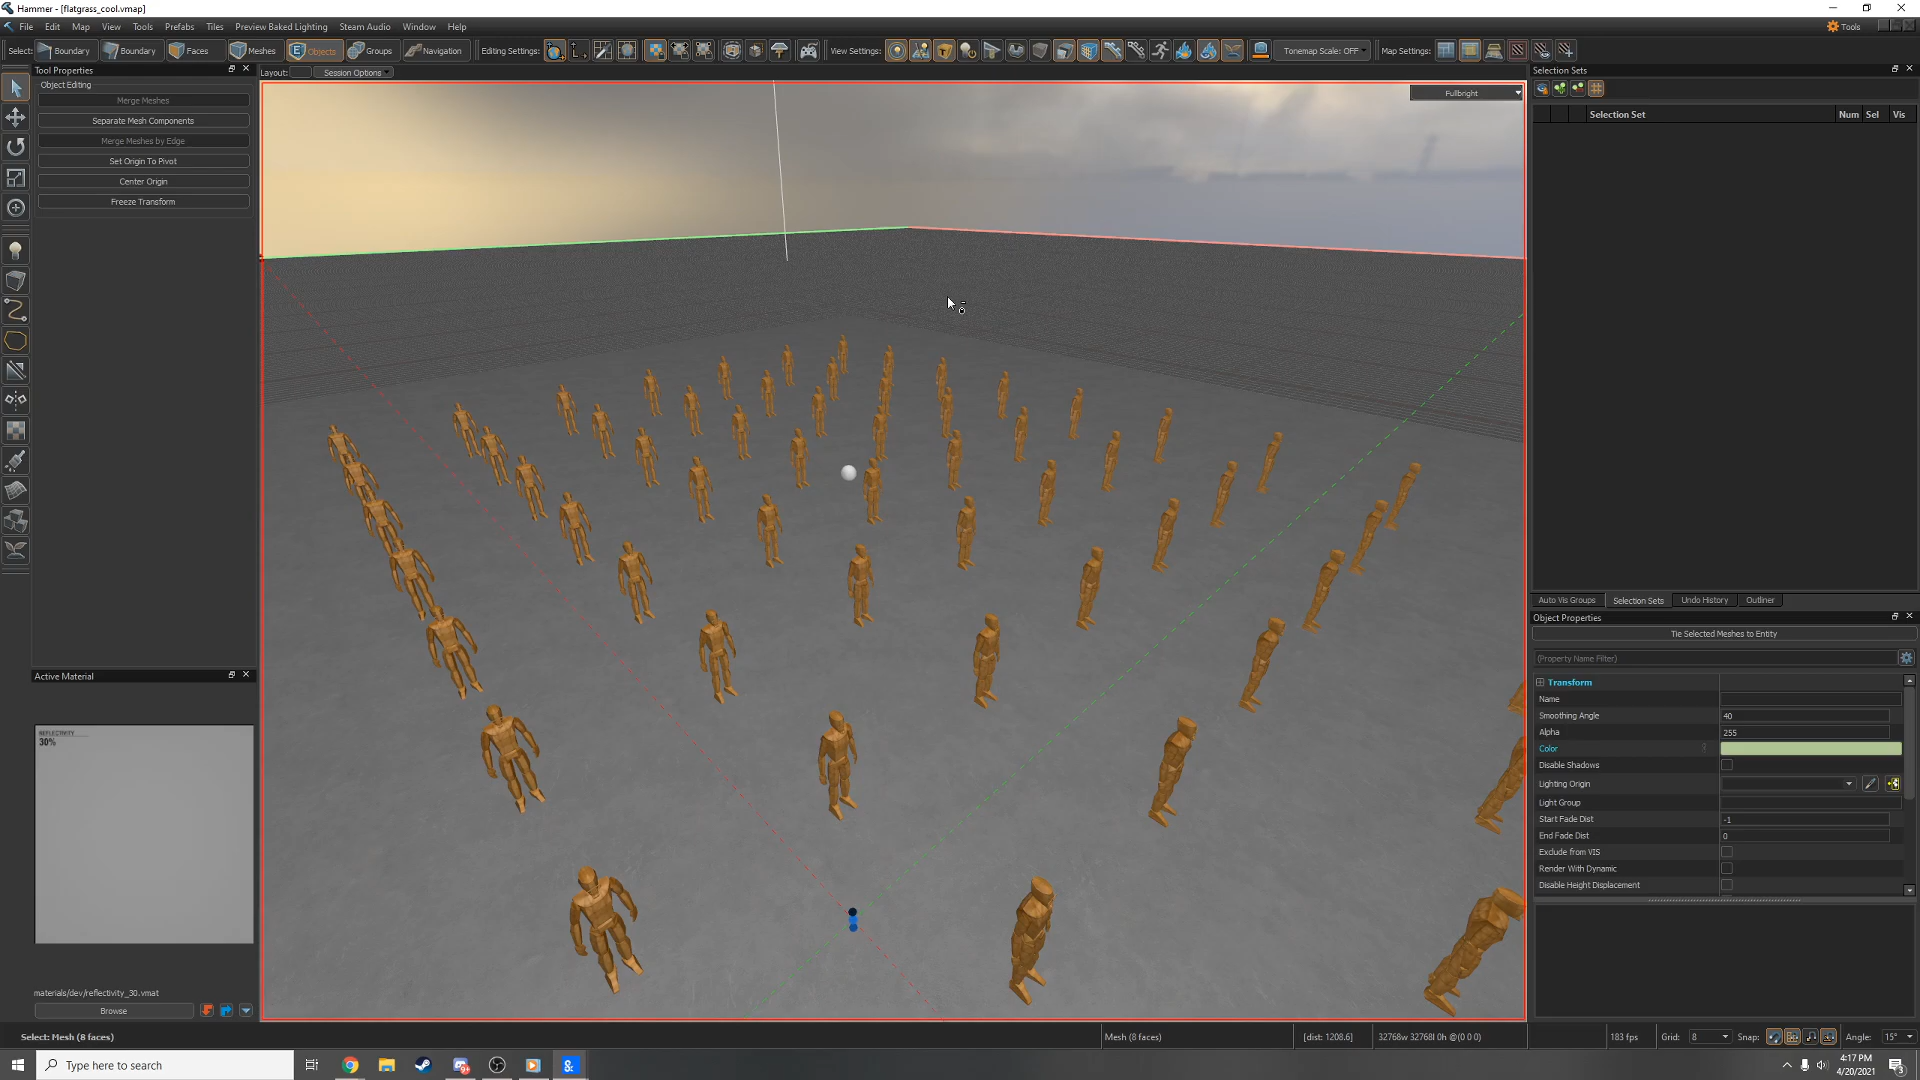 Hammer - [flatgrass_cool.vmap]
File Edit Map View Tools Prefabs Tiles Preview Baked Lighting Steam Audio Window Help Tools
Select: Boundary Boundary Faces Meshes Objects Groups Navigation Editing Settings: View Settings: Tonemap Scale: OFF Map Settings:
Tool Properties
Object Editing
Merge Meshes
Separate Mesh Components
Merge Meshes by Edge
Set Origin To Pivot
Center Origin
Freeze Transform
Layout: Session Options
Fullbright
Selection Sets
Selection Set Num Sel Vis
Auto Vis Groups Selection Sets Undo History Outliner
Object Properties
Tie Selected Meshes to Entity
(Property Name Filter)
Transform
Name
Smoothing Angle 40
Alpha 255
Color
Disable Shadows
Lighting Origin
Light Group
Start Fade Dist -1
End Fade Dist 0
Exclude from VIS
Render With Dynamic
Disable Height Displacement
Active Material
REFLECTIVITY
30%
materials/dev/reflectivity_30.vmat
Browse
Select: Mesh (8 faces) Mesh (8 faces) [dist: 1208.6] 32768w 32768l 0h @(0 0 0) 183 fps Grid: 8 Snap: Angle: 15°
Type here to search
4:17 PM
4/20/2021
3